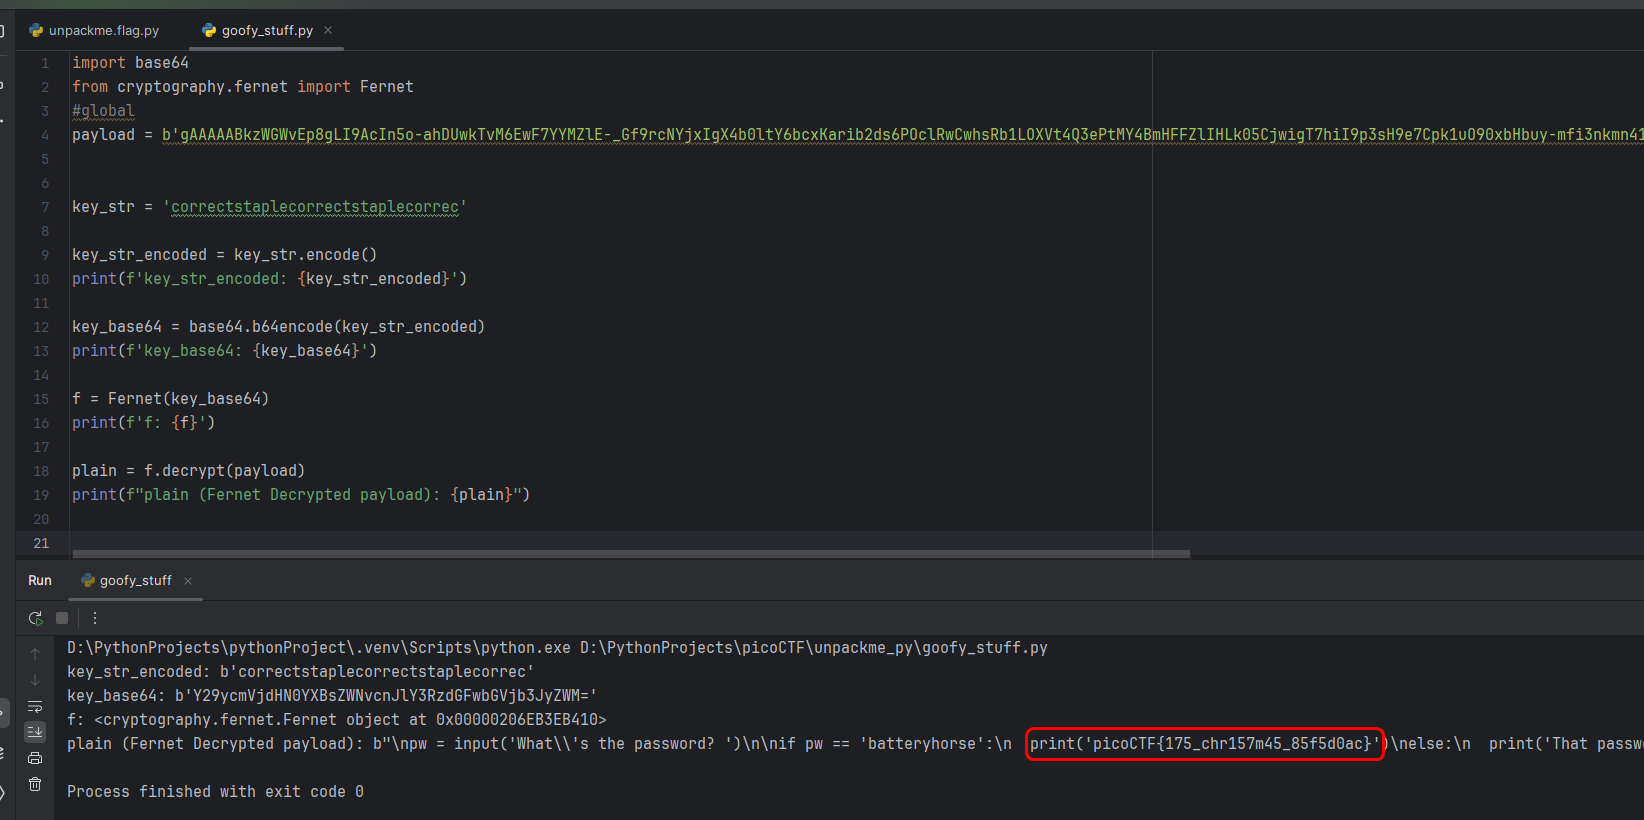 unpackme.flag.py goofy_stuff.py ×
1 import base64
2 from cryptography.fernet import Fernet
3 #global
4 payload = b'gAAAAABkzWGWvEp8gLI9AcIn5o-ahDUwkTvM6EwF7YYMZlE-_Gf9rcNYjxIgX4b0ltY6bcxKarib2ds6POclRwCwhsRb1LOXVt4Q3ePtMY4BmHFFZlIHLk05CjwigT7hiI9p3sH9e7Cpk1uO90xbHbuy-mfi3nkmn41
5
6
7 key_str = 'correctstaplecorrectstaplecorrec'
8
9 key_str_encoded = key_str.encode()
10 print(f'key_str_encoded: {key_str_encoded}')
11
12 key_base64 = base64.b64encode(key_str_encoded)
13 print(f'key_base64: {key_base64}')
14
15 f = Fernet(key_base64)
16 print(f'f: {f}')
17
18 plain = f.decrypt(payload)
19 print(f"plain (Fernet Decrypted payload): {plain}")
20
21
Run goofy_stuff ×
D:\PythonProjects\pythonProject\.venv\Scripts\python.exe D:\PythonProjects\picoCTF\unpackme_py\goofy_stuff.py
key_str_encoded: b'correctstaplecorrectstaplecorrec'
key_base64: b'Y29ycmVjdHN0YXBsZWNvcnJlY3RzdGFwbGVjb3JyZWM='
f: <cryptography.fernet.Fernet object at 0x00000206EB3EB410>
plain (Fernet Decrypted payload): b"\npw = input('What\\'s the password? ')\n\nif pw == 'batteryhorse':\n  print('picoCTF{175_chr157m45_85f5d0ac}')\nelse:\n  print('That passw
Process finished with exit code 0